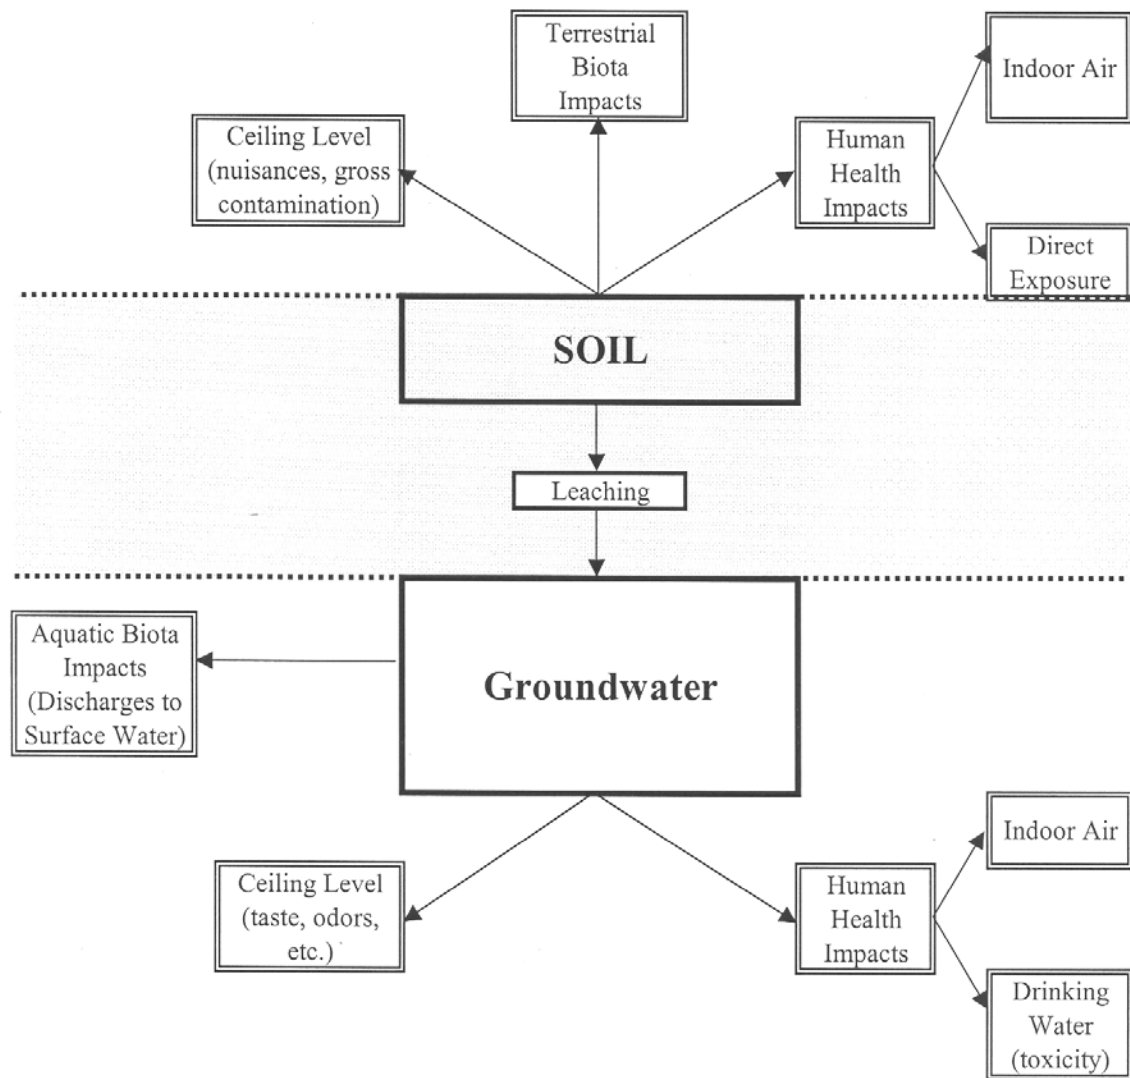 Terrestrial
Biota
Impacts
Indoor Air
Ceiling Level
(nuisances, gross
contamination)
Human
Health
Impacts
Direct
Exposure
SOIL
Leaching
Aquatic Biota
Impacts
(Discharges to
Surface Water)
Groundwater
Indoor Air
Ceiling Level
(taste, odors,
etc.)
Human
Health
Impacts
Drinking
Water
(toxicity)